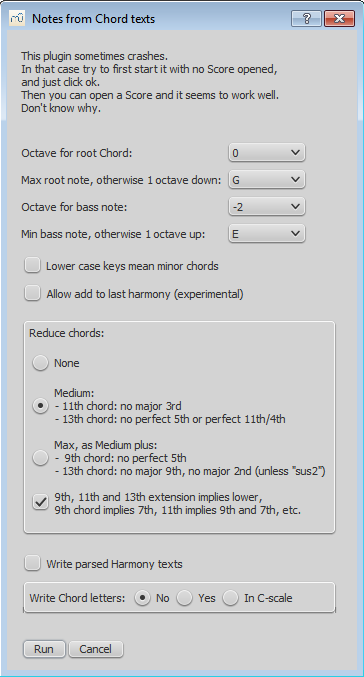 Notes from Chord texts
This plugin sometimes crashes.
In that case try to first start it with no Score opened,
and just click ok.
Then you can open a Score and it seems to work well.
Don't know why.
Octave for root Chord: 0
Max root note, otherwise 1 octave down: G
Octave for bass note: -2
Min bass note, otherwise 1 octave up: E
Lower case keys mean minor chords
Allow add to last harmony (experimental)
Reduce chords:
None
Medium:
- 11th chord: no major 3rd
- 13th chord: no perfect 5th or perfect 11th/4th
Max, as Medium plus:
- 9th chord: no perfect 5th
- 13th chord: no major 9th, no major 2nd (unless "sus2")
9th, 11th and 13th extension implies lower,
9th chord implies 7th, 11th implies 9th and 7th, etc.
Write parsed Harmony texts
Write Chord letters: No Yes In C-scale
Run Cancel